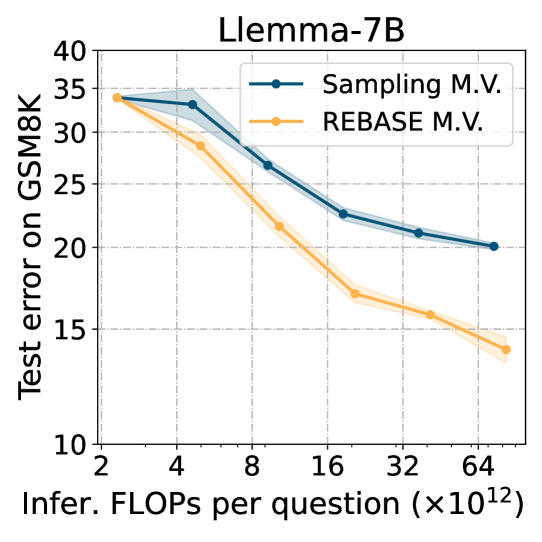 Llemma-7B
Test error on GSM8K
40
35
30
25
20
15
10
Sampling M.V.
REBASE M.V.
2 4 8 16 32 64
Infer. FLOPs per question (×10¹²)